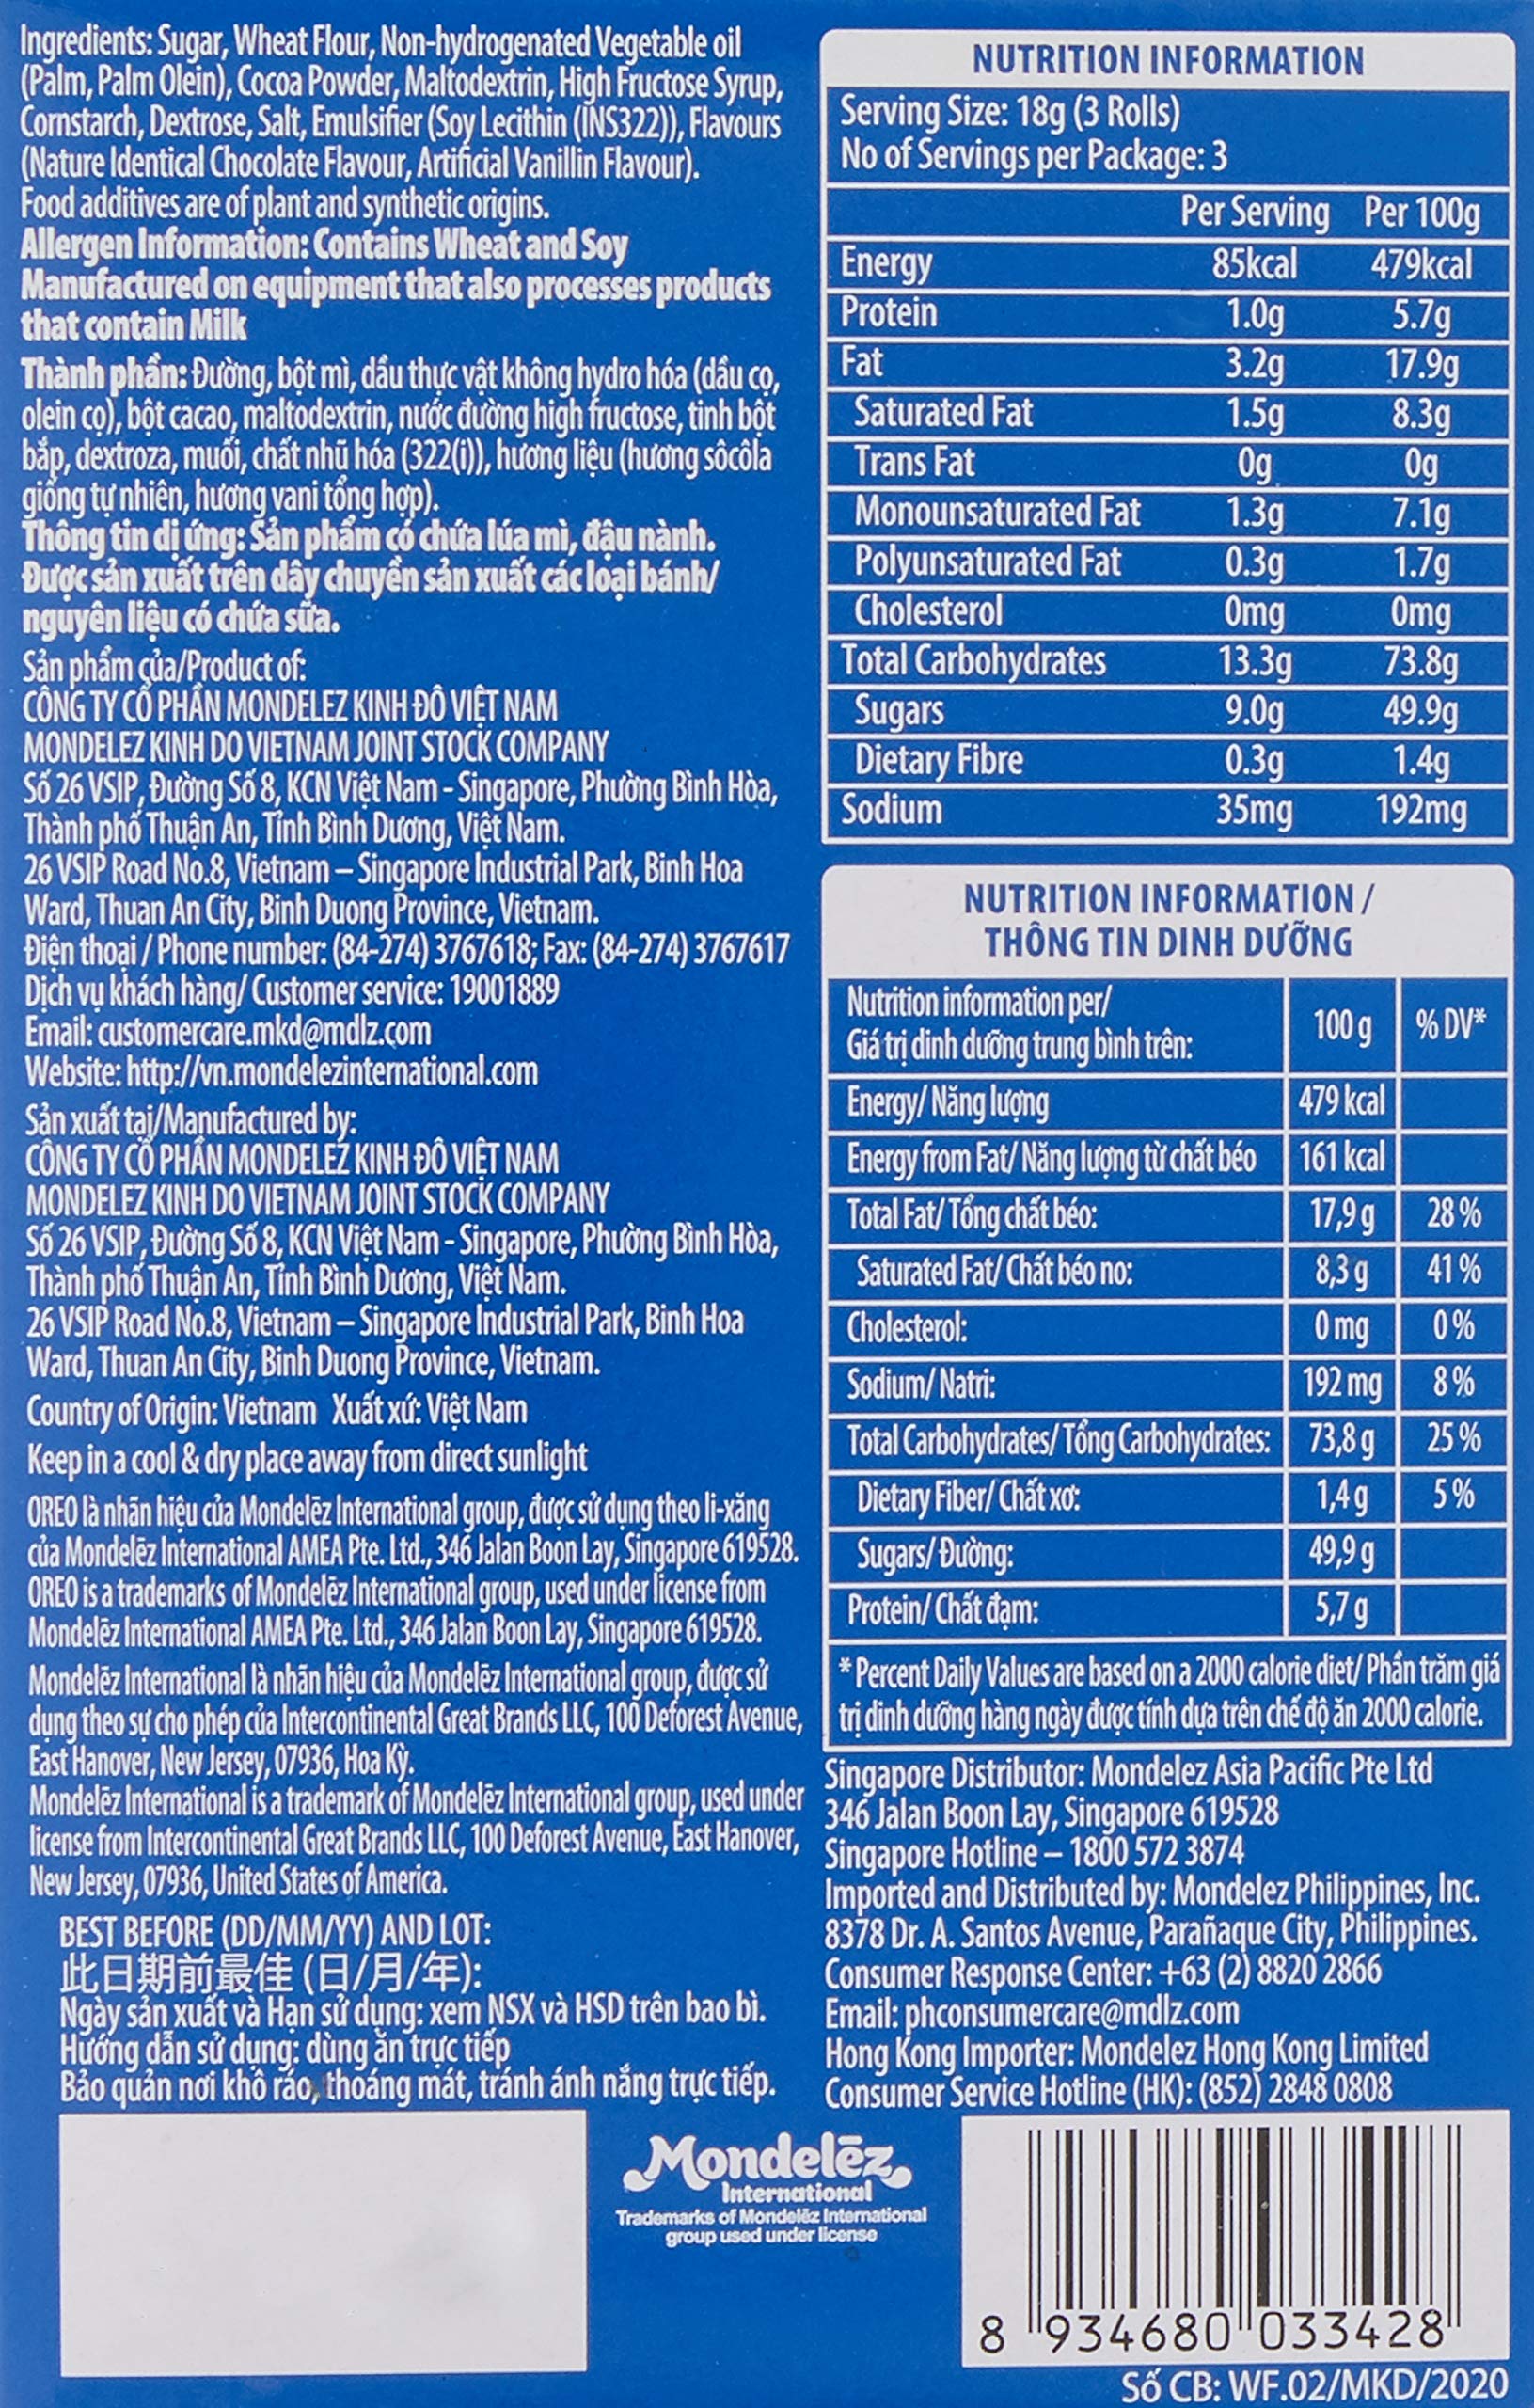 Ingredients: Sugar, Wheat Flour, Non-hydrogenated Vegetable oil
(Palm, Palm Olein), Cocoa Powder, Maltodextrin, High Fructose Syrup,
Cornstarch, Dextrose, Salt, Emulsifier (Soy Lecithin (INS322)), Flavours
(Nature Identical Chocolate Flavour, Artificial Vanillin Flavour).
Food additives are of plant and synthetic origins.
Allergen Information: Contains Wheat and Soy
Manufactured on equipment that also processes products
that contain Milk
Thành phần: Đường, bột mì, dầu thực vật không hydro hóa (dầu cọ,
olein cọ), bột cacao, maltodextrin, nước đường high fructose, tinh bột
bắp, dextroza, muối, chất nhũ hóa (322(i)), hương liệu (hương sôcôla
giống tự nhiên, hương vani tổng hợp).
Thông tin dị ứng: Sản phẩm có chứa lúa mì, đậu nành.
Được sản xuất trên dây chuyền sản xuất các loại bánh/
nguyên liệu có chứa sữa.
Sản phẩm của/Product of:
CÔNG TY CỔ PHẦN MONDELEZ KINH ĐÔ VIỆT NAM
MONDELEZ KINH DO VIETNAM JOINT STOCK COMPANY
Số 26 VSIP, Đường Số 8, KCN Việt Nam - Singapore, Phường Bình Hòa,
Thành phố Thuận An, Tỉnh Bình Dương, Việt Nam.
26 VSIP Road No.8, Vietnam – Singapore Industrial Park, Binh Hoa
Ward, Thuan An City, Binh Duong Province, Vietnam.
Điện thoại / Phone number: (84-274) 3767618; Fax: (84-274) 3767617
Dịch vụ khách hàng/ Customer service: 19001889
Email: customercare.mkd@mdlz.com
Website: http://vn.mondelezinternational.com
Sản xuất tại/Manufactured by:
CÔNG TY CỔ PHẦN MONDELEZ KINH ĐÔ VIỆT NAM
MONDELEZ KINH DO VIETNAM JOINT STOCK COMPANY
Số 26 VSIP, Đường Số 8, KCN Việt Nam - Singapore, Phường Bình Hòa,
Thành phố Thuận An, Tỉnh Bình Dương, Việt Nam.
26 VSIP Road No.8, Vietnam – Singapore Industrial Park, Binh Hoa
Ward, Thuan An City, Binh Duong Province, Vietnam.
Country of Origin: Vietnam Xuất xứ: Việt Nam
Keep in a cool & dry place away from direct sunlight
OREO là nhãn hiệu của Mondelēz International group, được sử dụng theo li-xăng
của Mondelēz International AMEA Pte. Ltd., 346 Jalan Boon Lay, Singapore 619528.
OREO is a trademarks of Mondelēz International group, used under license from
Mondelēz International AMEA Pte. Ltd., 346 Jalan Boon Lay, Singapore 619528.
Mondelēz International là nhãn hiệu của Mondelēz International group, được sử
dụng theo sự cho phép của Intercontinental Great Brands LLC, 100 Deforest Avenue,
East Hanover, New Jersey, 07936, Hoa Kỳ.
Mondelēz International is a trademark of Mondelēz International group, used under
license from Intercontinental Great Brands LLC, 100 Deforest Avenue, East Hanover,
New Jersey, 07936, United States of America.
BEST BEFORE (DD/MM/YY) AND LOT:
此日期前最佳 (日/月/年):
Ngày sản xuất và Hạn sử dụng: xem NSX và HSD trên bao bì.
Hướng dẫn sử dụng: dùng ăn trực tiếp
Bảo quản nơi khô ráo, thoáng mát, tránh ánh nắng trực tiếp.
NUTRITION INFORMATION
Serving Size: 18g (3 Rolls)
No of Servings per Package: 3
Per Serving Per 100g
Energy 85kcal 479kcal
Protein 1.0g 5.7g
Fat 3.2g 17.9g
Saturated Fat 1.5g 8.3g
Trans Fat 0g 0g
Monounsaturated Fat 1.3g 7.1g
Polyunsaturated Fat 0.3g 1.7g
Cholesterol 0mg 0mg
Total Carbohydrates 13.3g 73.8g
Sugars 9.0g 49.9g
Dietary Fibre 0.3g 1.4g
Sodium 35mg 192mg
NUTRITION INFORMATION /
THÔNG TIN DINH DƯỠNG
Nutrition information per/
Giá trị dinh dưỡng trung bình trên: 100 g % DV*
Energy/ Năng lượng 479 kcal
Energy from Fat/ Năng lượng từ chất béo 161 kcal
Total Fat/ Tổng chất béo: 17,9 g 28 %
Saturated Fat/ Chất béo no: 8,3 g 41 %
Cholesterol: 0 mg 0 %
Sodium/ Natri: 192 mg 8 %
Total Carbohydrates/ Tổng Carbohydrates: 73,8 g 25 %
Dietary Fiber/ Chất xơ: 1,4 g 5 %
Sugars/ Đường: 49,9 g
Protein/ Chất đạm: 5,7 g
* Percent Daily Values are based on a 2000 calorie diet/ Phần trăm giá
trị dinh dưỡng hàng ngày được tính dựa trên chế độ ăn 2000 calorie.
Singapore Distributor: Mondelez Asia Pacific Pte Ltd
346 Jalan Boon Lay, Singapore 619528
Singapore Hotline – 1800 572 3874
Imported and Distributed by: Mondelez Philippines, Inc.
8378 Dr. A. Santos Avenue, Parañaque City, Philippines.
Consumer Response Center: +63 (2) 8820 2866
Email: phconsumercare@mdlz.com
Hong Kong Importer: Mondelez Hong Kong Limited
Consumer Service Hotline (HK): (852) 2848 0808
Mondelēz
International
Trademarks of Mondelēz International
group used under license
8 934680 033428
Số CB: WF.02/MKD/2020